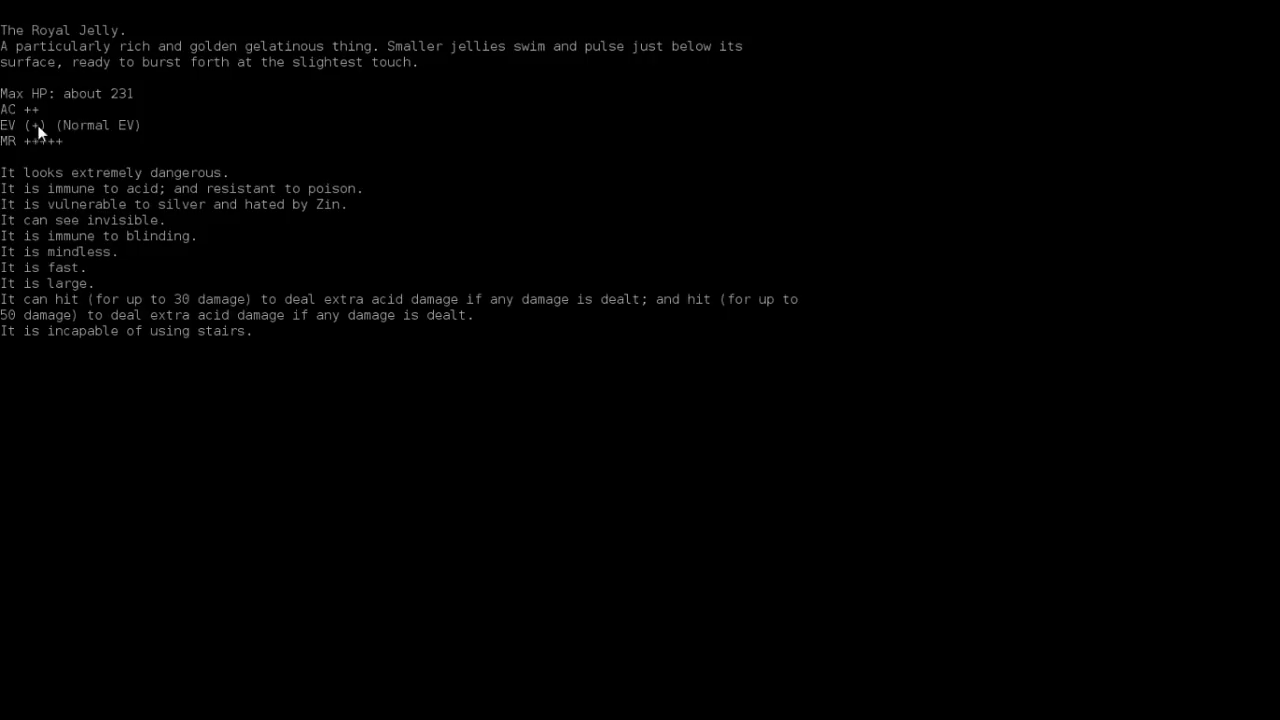 The Royal Jelly.
A particularly rich and golden gelatinous thing. Smaller jellies swim and pulse just below its
surface, ready to burst forth at the slightest touch.
Max HP: about 231
AC ++
EV (+) (Normal EV)
MR +++++
It looks extremely dangerous.
It is immune to acid; and resistant to poison.
It is vulnerable to silver and hated by Zin.
It can see invisible.
It is immune to blinding.
It is mindless.
It is fast.
It is large.
It can hit (for up to 30 damage) to deal extra acid damage if any damage is dealt; and hit (for up to
50 damage) to deal extra acid damage if any damage is dealt.
It is incapable of using stairs.